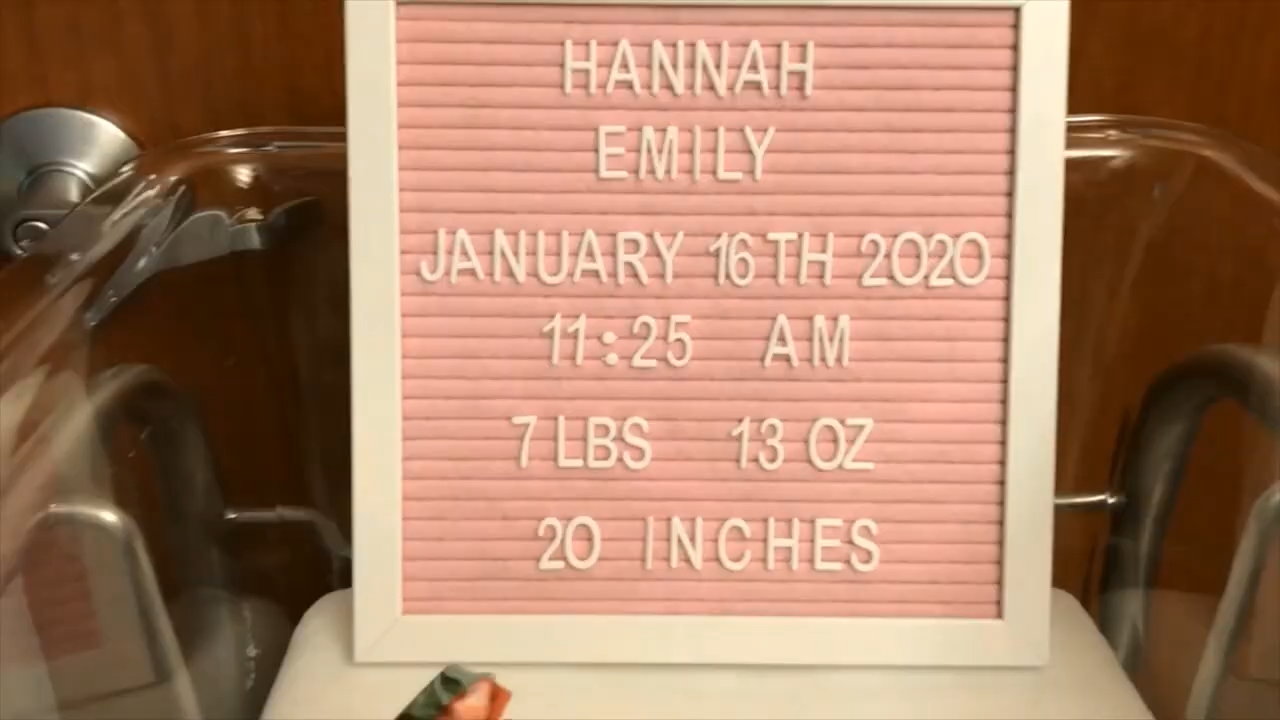 HANNAH
EMILY
JANUARY 16TH 2020
11:25 AM
7 LBS 13 OZ
20 INCHES